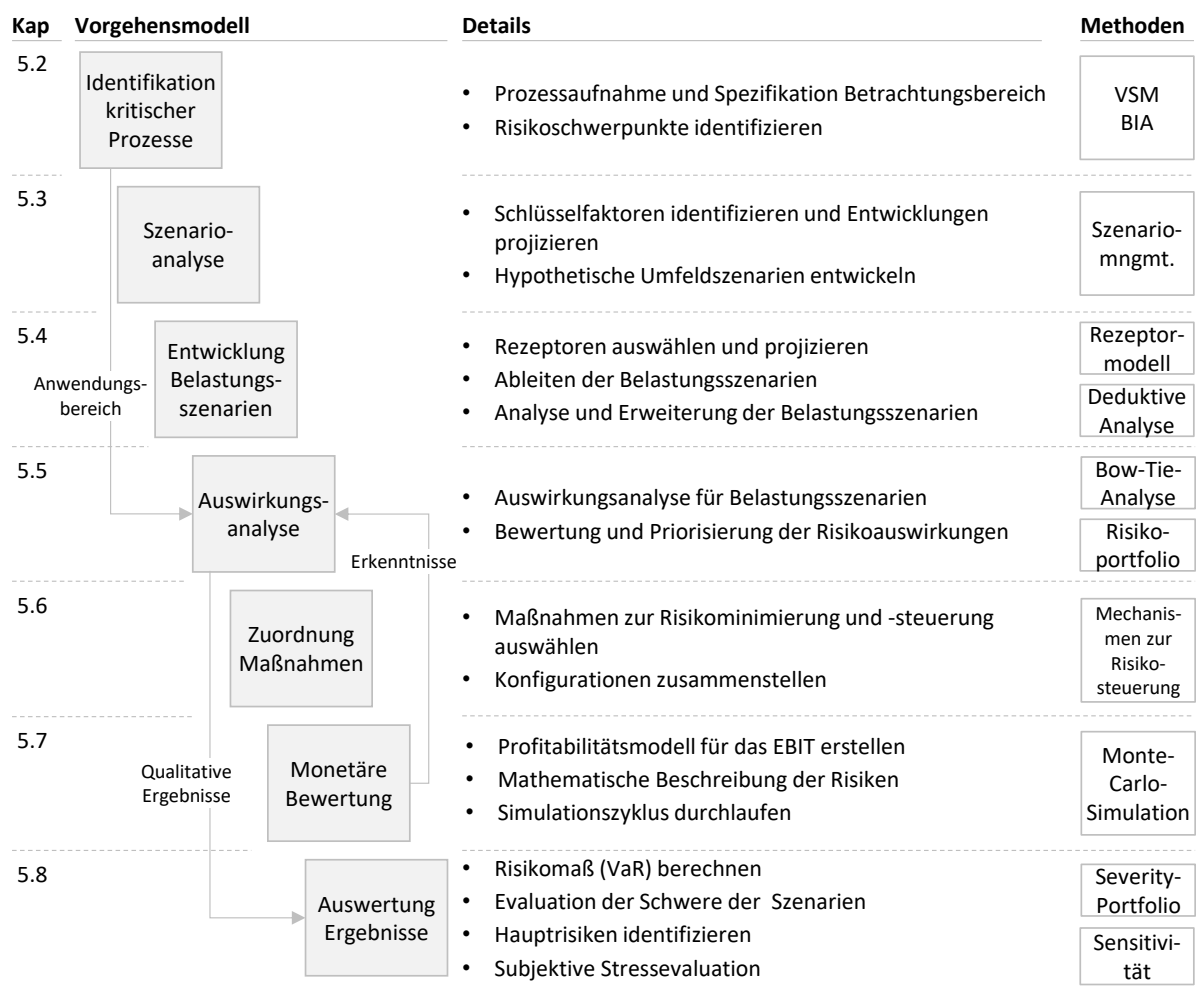 Kap Vorgehensmodell Details Methoden
5.2
Identifikation
kritischer
Prozesse
• Prozessaufnahme und Spezifikation Betrachtungsbereich
• Risikoschwerpunkte identifizieren
VSM
BIA
5.3
Szenario-
analyse
• Schlüsselfaktoren identifizieren und Entwicklungen
projizieren
• Hypothetische Umfeldszenarien entwickeln
Szenario-
mngmt.
5.4
Anwendungs-
bereich
Entwicklung
Belastungs-
szenarien
• Rezeptoren auswählen und projizieren
• Ableiten der Belastungsszenarien
• Analyse und Erweiterung der Belastungsszenarien
Rezeptor-
modell
Deduktive
Analyse
5.5
Auswirkungs-
analyse
Erkenntnisse
• Auswirkungsanalyse für Belastungsszenarien
• Bewertung und Priorisierung der Risikoauswirkungen
Bow-Tie-
Analyse
Risiko-
portfolio
5.6
Zuordnung
Maßnahmen
• Maßnahmen zur Risikominimierung und -steuerung
auswählen
• Konfigurationen zusammenstellen
Mechanis-
men zur
Risiko-
steuerung
5.7
Qualitative
Ergebnisse
Monetäre
Bewertung
• Profitabilitätsmodell für das EBIT erstellen
• Mathematische Beschreibung der Risiken
• Simulationszyklus durchlaufen
Monte-
Carlo-
Simulation
5.8
Auswertung
Ergebnisse
• Risikomaß (VaR) berechnen
• Evaluation der Schwere der Szenarien
• Hauptrisiken identifizieren
• Subjektive Stressevaluation
Severity-
Portfolio
Sensitivi-
tät